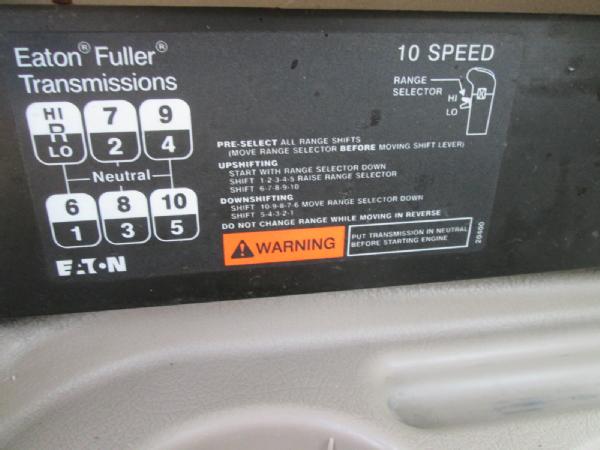 Eaton® Fuller®
Transmissions
10 SPEED
RANGE
SELECTOR
HI
LO
HI 7 9
R
LO 2 4
Neutral
6 8 10
1 3 5
EATON
PRE-SELECT ALL RANGE SHIFTS
(MOVE RANGE SELECTOR BEFORE MOVING SHIFT LEVER)
UPSHIFTING
START WITH RANGE SELECTOR DOWN
SHIFT 1-2-3-4-5 RAISE RANGE SELECTOR
SHIFT 6-7-8-9-10
DOWNSHIFTING
SHIFT 10-9-8-7-6 MOVE RANGE SELECTOR DOWN
SHIFT 5-4-3-2-1
DO NOT CHANGE RANGE WHILE MOVING IN REVERSE
WARNING
PUT TRANSMISSION IN NEUTRAL
BEFORE STARTING ENGINE